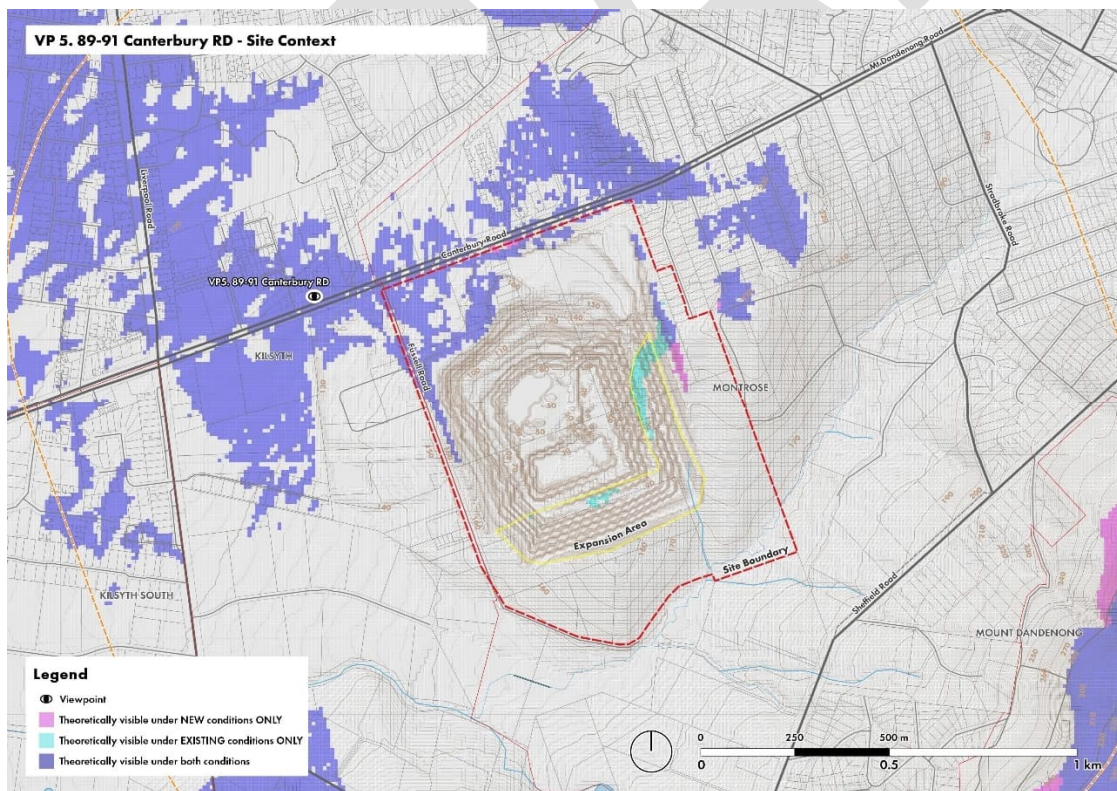 VP 5. 89-91 Canterbury RD - Site Context
Mt Dandenong Road
Liverpool Road
Stradbroke Road
Canterbury Road
VP5. 89-91 Canterbury RD
KILSYTH
Fussell Road
MONTROSE
Expansion Area
Site Boundary
KILSYTH SOUTH
Sheffield Road
MOUNT DANDENONG
Legend
Viewpoint
Theoretically visible under NEW conditions ONLY
Theoretically visible under EXISTING conditions ONLY
Theoretically visible under both conditions
0 250 500 m
0 0.5 1 km